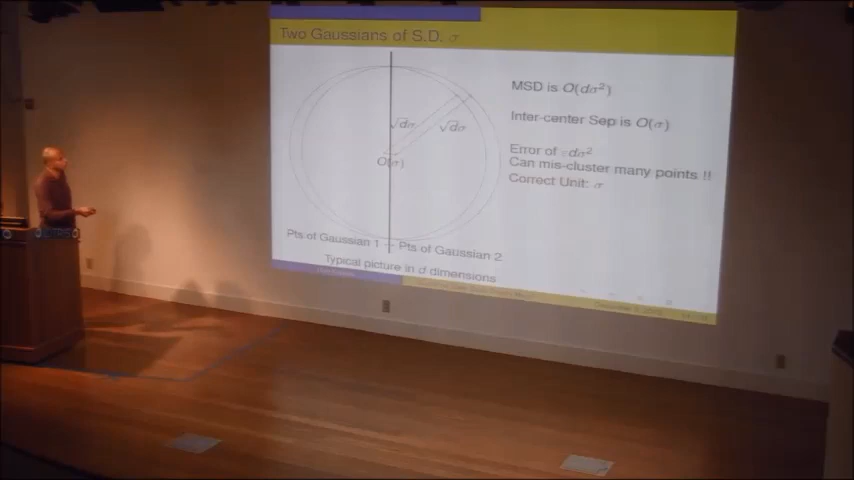 Two Gaussians of S.D. σ
MSD is O(dσ²)
√dσ
√dσ
Inter-center Sep is O(σ)
O(σ)
Error of εdσ²
Can mis-cluster many points !!
Correct Unit: σ
Pts of Gaussian 1 Pts of Gaussian 2
Typical picture in d dimensions